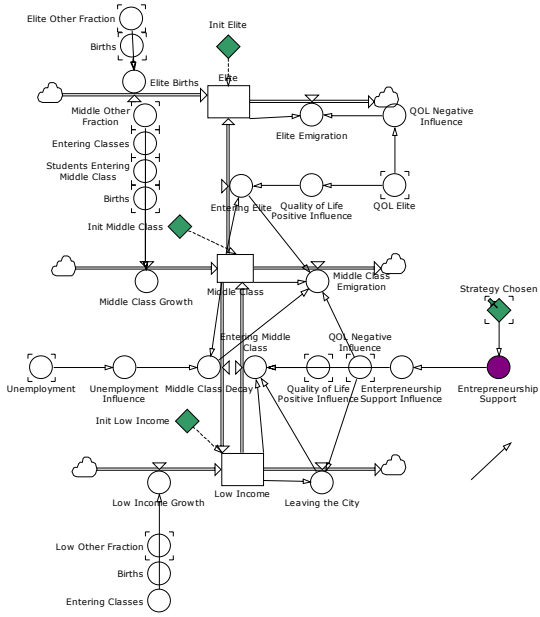 Elite Other Fraction
Init Elite
Births
Elite
Elite Births
Middle Other
Fraction
QOL Negative
Influence
Elite Emigration
Entering Classes
Students Entering
Middle Class
Births
Entering Elite
Quality of Life
Positive Influence
QOL Elite
Init Middle Class
Middle Class
Middle Class Growth
Middle Class
Emigration
Strategy Chosen
Entering Middle
Class
QOL Negative
Influence
Unemployment
Unemployment
Influence
Middle Class Decay
Quality of Life
Positive Influence
Enterpreneurship
Support Influence
Entrepreneurship
Support
Init Low Income
Low Income
Low Income Growth
Leaving the City
Low Other Fraction
Births
Entering Classes